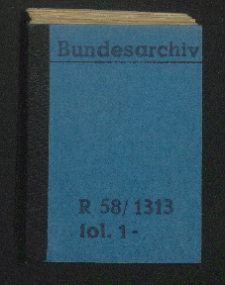 Bundesarchiv
R 58/1313
fol. 1-